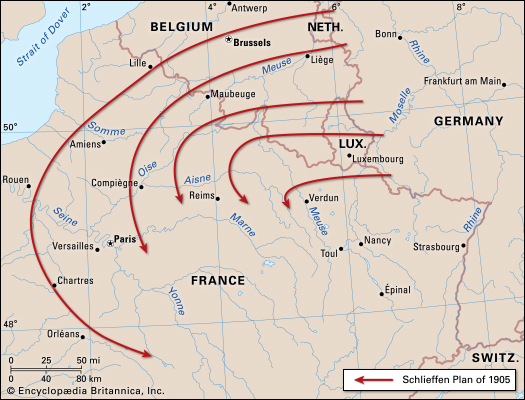 2°
4°
6°
8°
Antwerp
Strait of Dover
BELGIUM
NETH.
Bonn
Rhine
Brussels
Lille
Meuse
Liège
Frankfurt am Main
Maubeuge
Moselle
GERMANY
50°
Somme
Amiens
LUX.
Luxembourg
Oise
Aisne
Rouen
Compiègne
Reims
Verdun
Seine
Marne
Meuse
Rhine
Paris
Versailles
Nancy
Toul
Strasbourg
Chartres
FRANCE
Épinal
Yonne
48°
Orléans
0 25 50 mi
0 40 80 km
SWITZ.
Schlieffen Plan of 1905
© Encyclopædia Britannica, Inc.